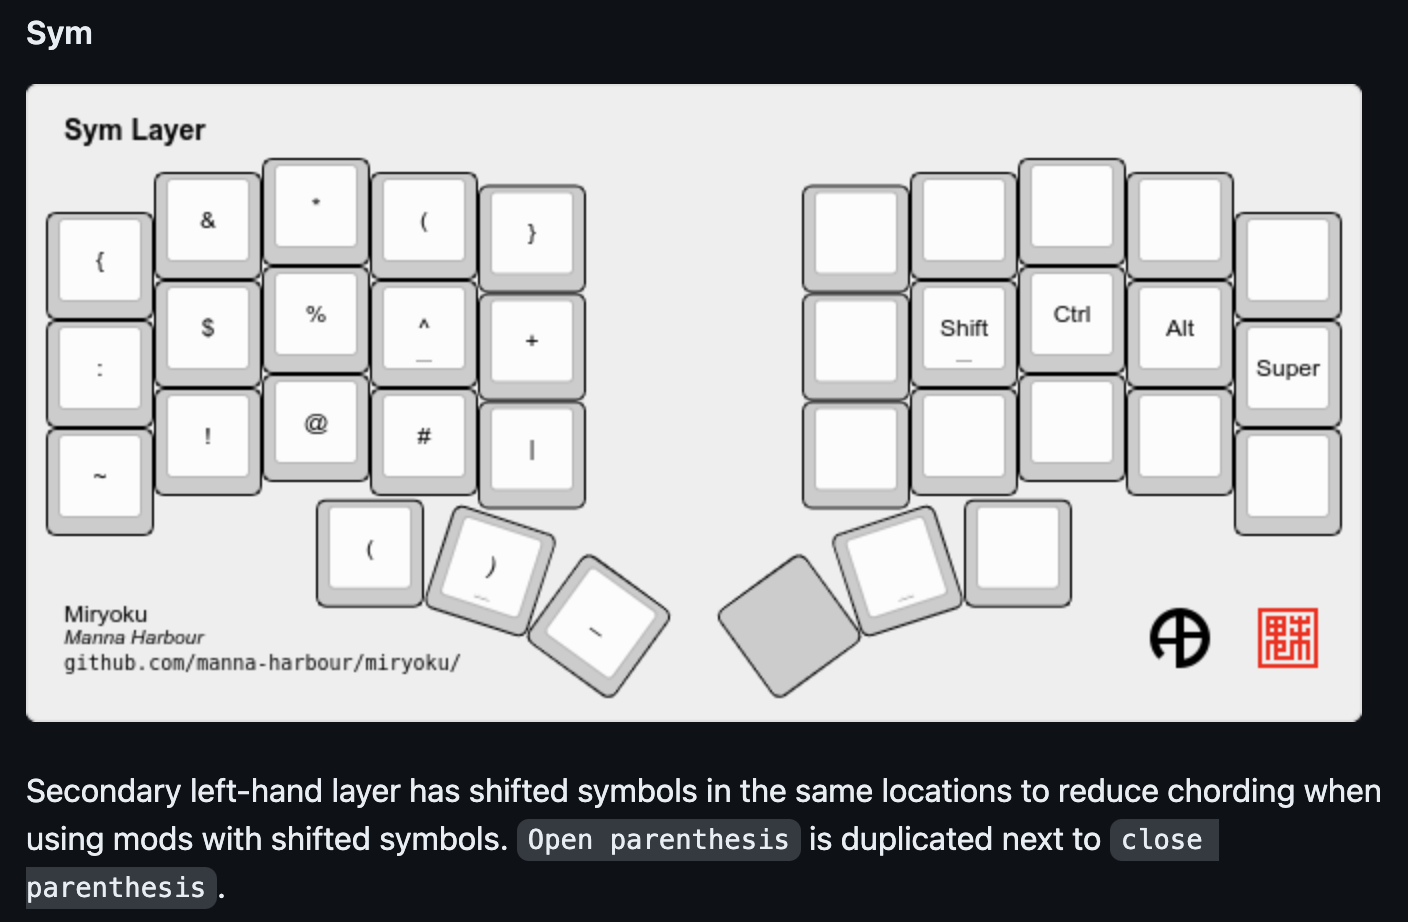 Sym
Sym Layer
{ & * ( }
: $ % ^ + Shift Ctrl Alt Super
~ ! @ # |
( ) _
Miryoku
Manna Harbour
github.com/manna-harbour/miryoku/
魅
Secondary left-hand layer has shifted symbols in the same locations to reduce chording when
using mods with shifted symbols. Open parenthesis is duplicated next to close
parenthesis.